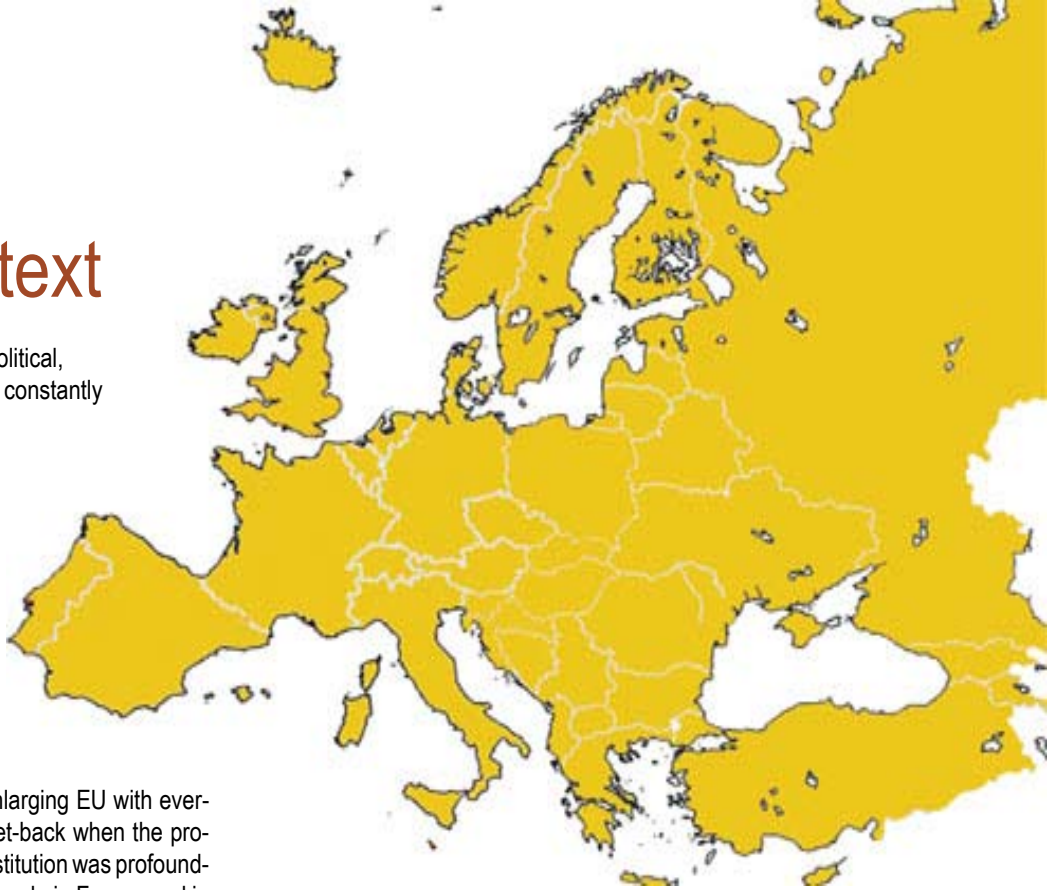 text
olitical,
constantly
nlarging EU with ever-
et-back when the pro-
stitution was profound-